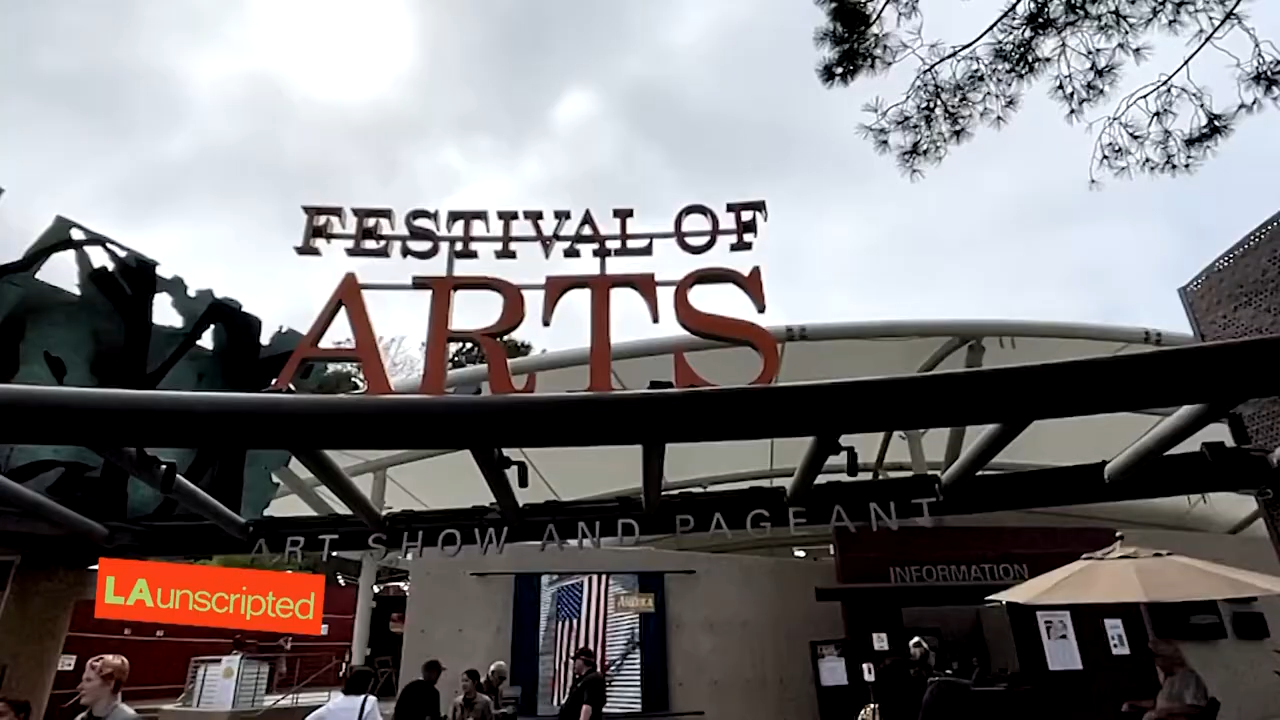 FESTIVAL OF
ARTS
ART SHOW AND PAGEANT
INFORMATION
LAunscripted